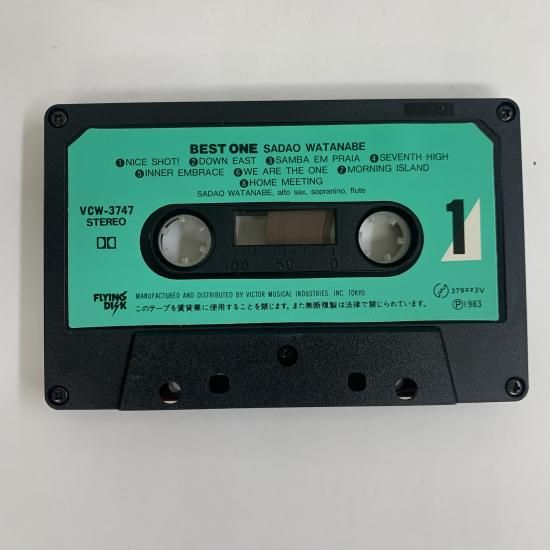 BEST ONE SADAO WATANABE
❶NICE SHOT! ❷DOWN EAST ❸SAMBA EM PRAIA ❹SEVENTH HIGH
❺INNER EMBRACE ❻WE ARE THE ONE ❼MORNING ISLAND
❽HOME MEETING
SADAO WATANABE, alto sax, sopranino, flute
VCW-3747
STEREO
1
100 50 0
FLYING DISK
MANUFACTURED AND DISTRIBUTED BY VICTOR MUSICAL INDUSTRIES, INC. TOKYO
このテープを賃貸業に使用することを禁じます。また無断複製は法律で禁じられています。
379223V
Ⓟ1983